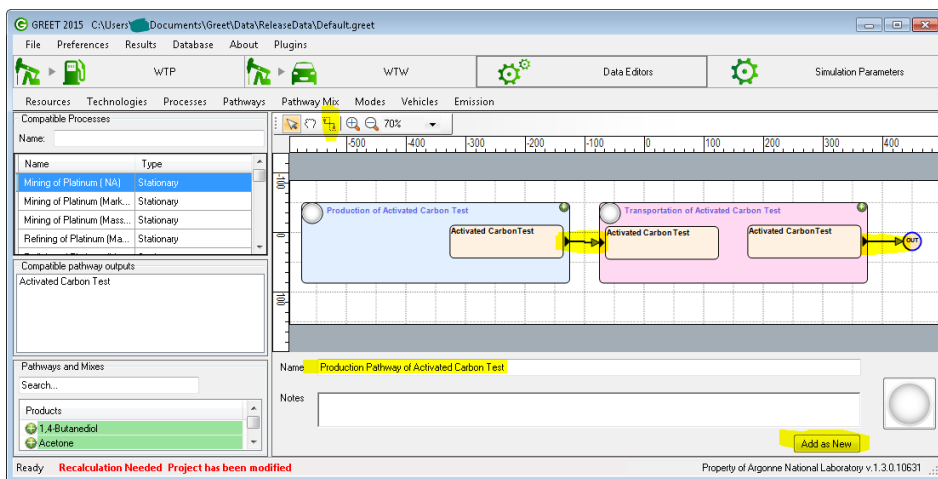 GREET 2015 C:\Users\ Documents\Greet\Data\ReleaseData\Default.greet
File Preferences Results Database About Plugins
WTP WTW Data Editors Simulation Parameters
Resources Technologies Processes Pathways Pathway Mix Modes Vehicles Emission
Compatible Processes
Name:
Name Type
Mining of Platinum ( NA) Stationary
Mining of Platinum (Mark... Stationary
Mining of Platinum (Mass... Stationary
Refining of Platinum (Ma... Stationary
Compatible pathway outputs
Activated Carbon Test
Pathways and Mixes
Search...
Products
1,4-Butanediol
Acetone
70%
-500 -400 -300 -200 -100 0 100 200 300 400
-100
0
100
Production of Activated Carbon Test
Activated CarbonTest
Transportation of Activated Carbon Test
Activated CarbonTest
Activated CarbonTest
OUT
Name Production Pathway of Activated Carbon Test
Notes
Add as New
Ready Recalculation Needed Project has been modified
Property of Argonne National Laboratory v.1.3.0.10631